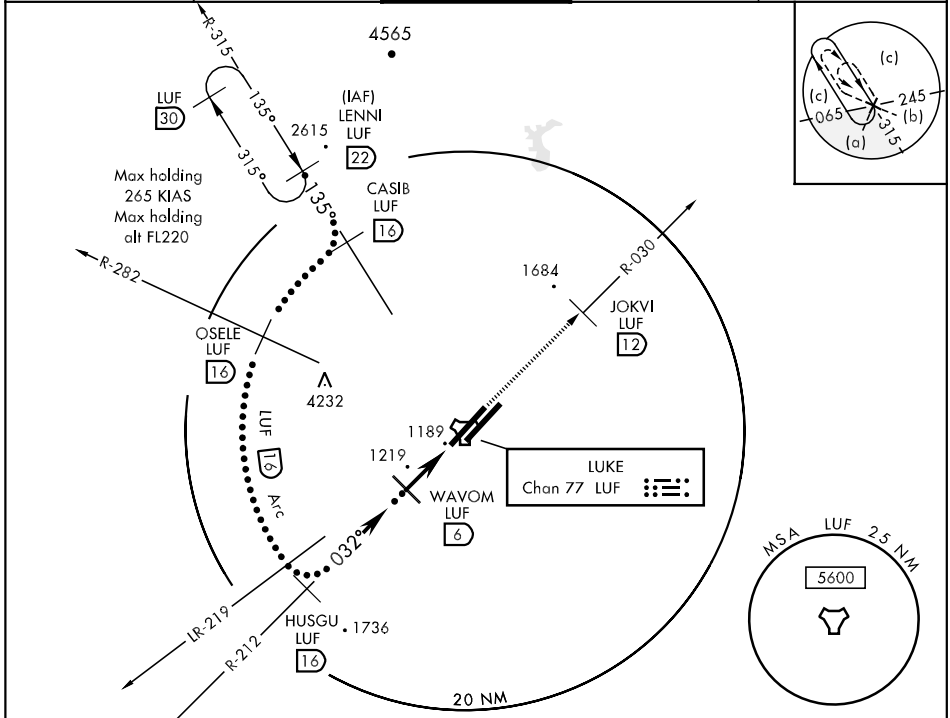 R-315
4565
LUF
30
135°
315°
2615
(IAF)
LENNI
LUF
22
135°
Max holding
265 KIAS
Max holding
alt FL220
CASIB
LUF
16
R-282
OSELE
LUF
16
4232
1684
R-030
JOKVI
LUF
12
LUF 16 Arc
1189
1219
LUKE
Chan 77 LUF
WAVOM
LUF
6
032°
LR-219
R-212
HUSGU
LUF
16
1736
20 NM
(c)
(c)
065
245
(b)
(a)
315
MSA LUF 25 NM
5600